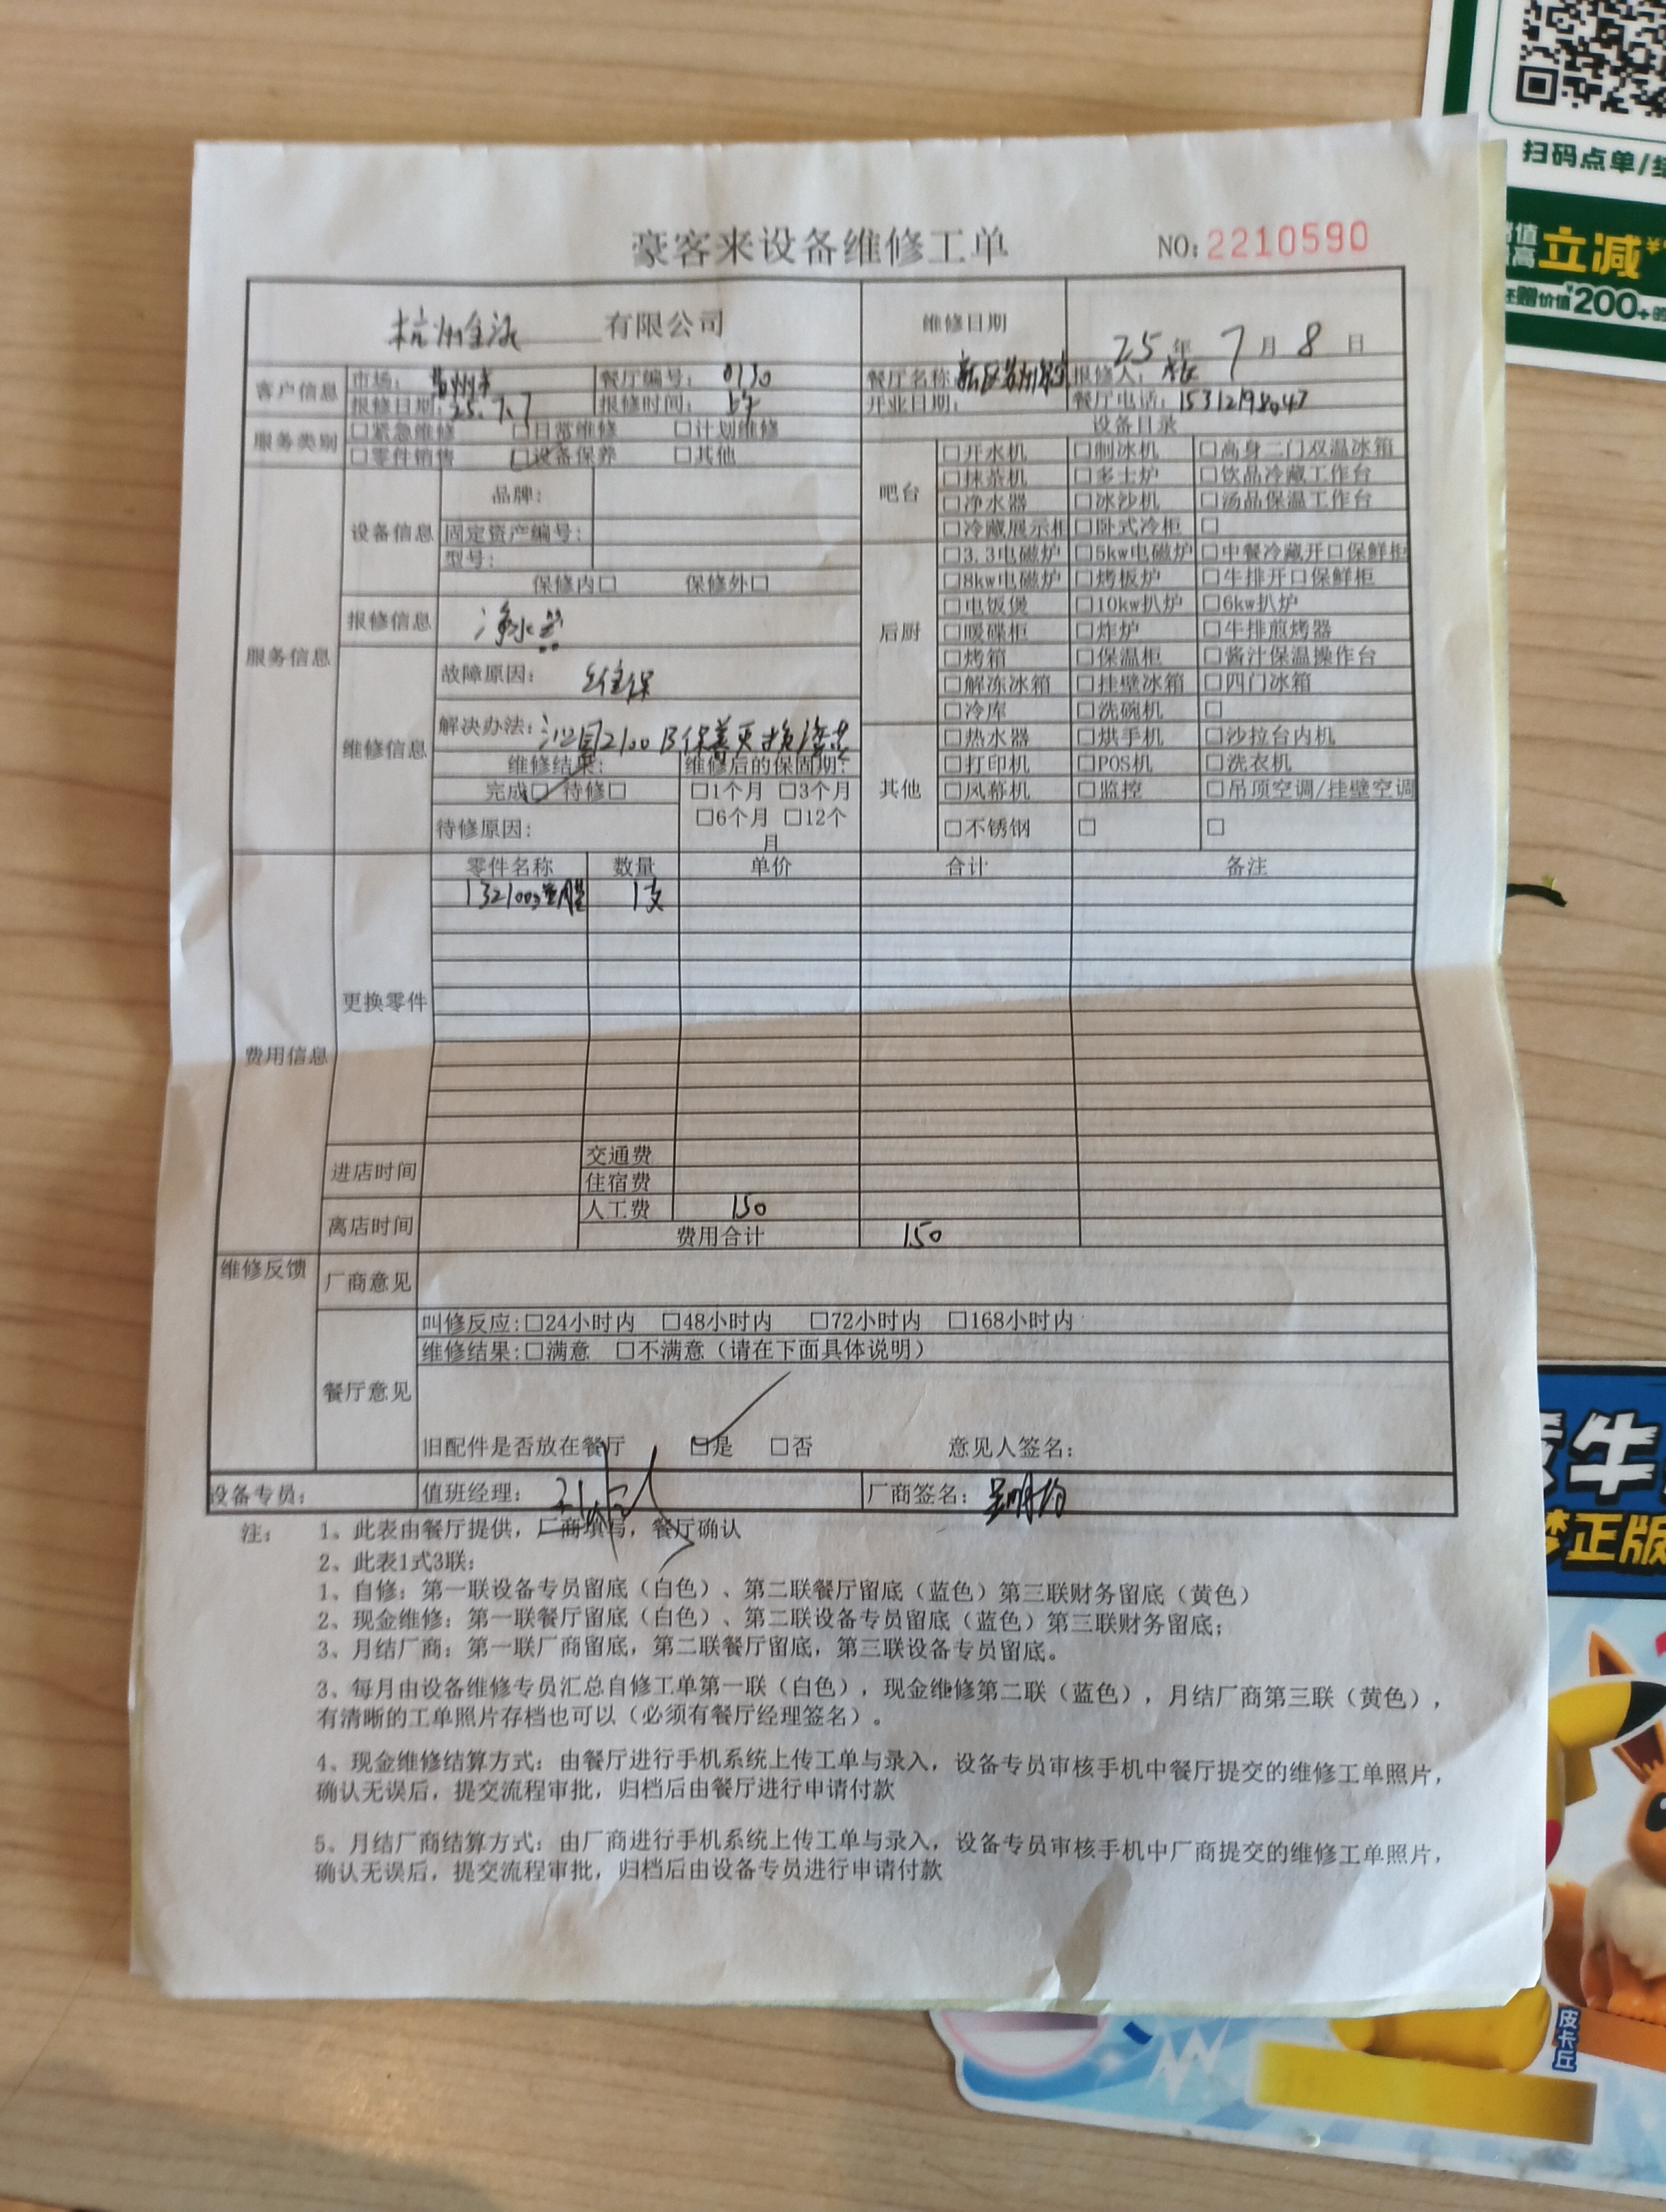 扫码点单/
立减
还赠价值¥200+的
豪客来设备维修工单 NO:2210590
杭州全 有限公司 维修日期 25年7月8日
客户信息 市场: 苏州市 餐厅编号: 0130 餐厅名称: 报修人:
报修日期: 25.7.7 报修时间: 上午 开业日期: 餐厅电话: 15312198047
服务类别 □紧急维修 □日常维修 □计划维修 设备目录
□零件销售 □设备保养 □其他
吧台 □开水机 □制冰机 □高身二门双温冰箱
□抹茶机 □多士炉 □饮品冷藏工作台
□净水器 □冰沙机 □汤品保温工作台
□冷藏展示柜 □卧式冷柜 □
服务信息 设备信息 品牌:
固定资产编号:
型号:
保修内□ 保修外□
后厨 □3.3电磁炉 □5kw电磁炉 □中餐冷藏开口保鲜柜
□8kw电磁炉 □烤板炉 □牛排开口保鲜柜
□电饭煲 □10kw扒炉 □6kw扒炉
□暖碟柜 □炸炉 □牛排煎烤器
□烤箱 □保温柜 □酱汁保温操作台
□解冻冰箱 □挂壁冰箱 □四门冰箱
□冷库 □洗碗机 □
报修信息 净水器
维修信息 故障原因: 维保
解决办法: 2100 保养更换滤芯
维修结果: 维修后的保固期:
完成□ 待修□ □1个月 □3个月
□6个月 □12个月
待修原因:
其他 □热水器 □烘手机 □沙拉台内机
□打印机 □POS机 □洗衣机
□风幕机 □监控 □吊顶空调/挂壁空调
□不锈钢 □ □
费用信息 更换零件 零件名称 数量 单价 合计 备注
1支
进店时间 交通费
住宿费
离店时间 人工费 150
费用合计 150
维修反馈 厂商意见
餐厅意见 叫修反应:□24小时内 □48小时内 □72小时内 □168小时内
维修结果:□满意 □不满意（请在下面具体说明）
旧配件是否放在餐厅 □是 □否 意见人签名:
设备专员: 值班经理: 厂商签名:
注: 1、此表由餐厅提供，厂商填写，餐厅确认
2、此表1式3联:
1、自修: 第一联设备专员留底（白色）、第二联餐厅留底（蓝色）第三联财务留底（黄色）
2、现金维修: 第一联餐厅留底（白色）、第二联设备专员留底（蓝色）第三联财务留底;
3、月结厂商: 第一联厂商留底，第二联餐厅留底，第三联设备专员留底。
3、每月由设备维修专员汇总自修工单第一联（白色），现金维修第二联（蓝色），月结厂商第三联（黄色），
有清晰的工单照片存档也可以（必须有餐厅经理签名）。
4、现金维修结算方式: 由餐厅进行手机系统上传工单与录入，设备专员审核手机中餐厅提交的维修工单照片，
确认无误后，提交流程审批，归档后由餐厅进行申请付款
5、月结厂商结算方式: 由厂商进行手机系统上传工单与录入，设备专员审核手机中厂商提交的维修工单照片，
确认无误后，提交流程审批，归档后由设备专员进行申请付款
牛
梦正版
皮卡丘